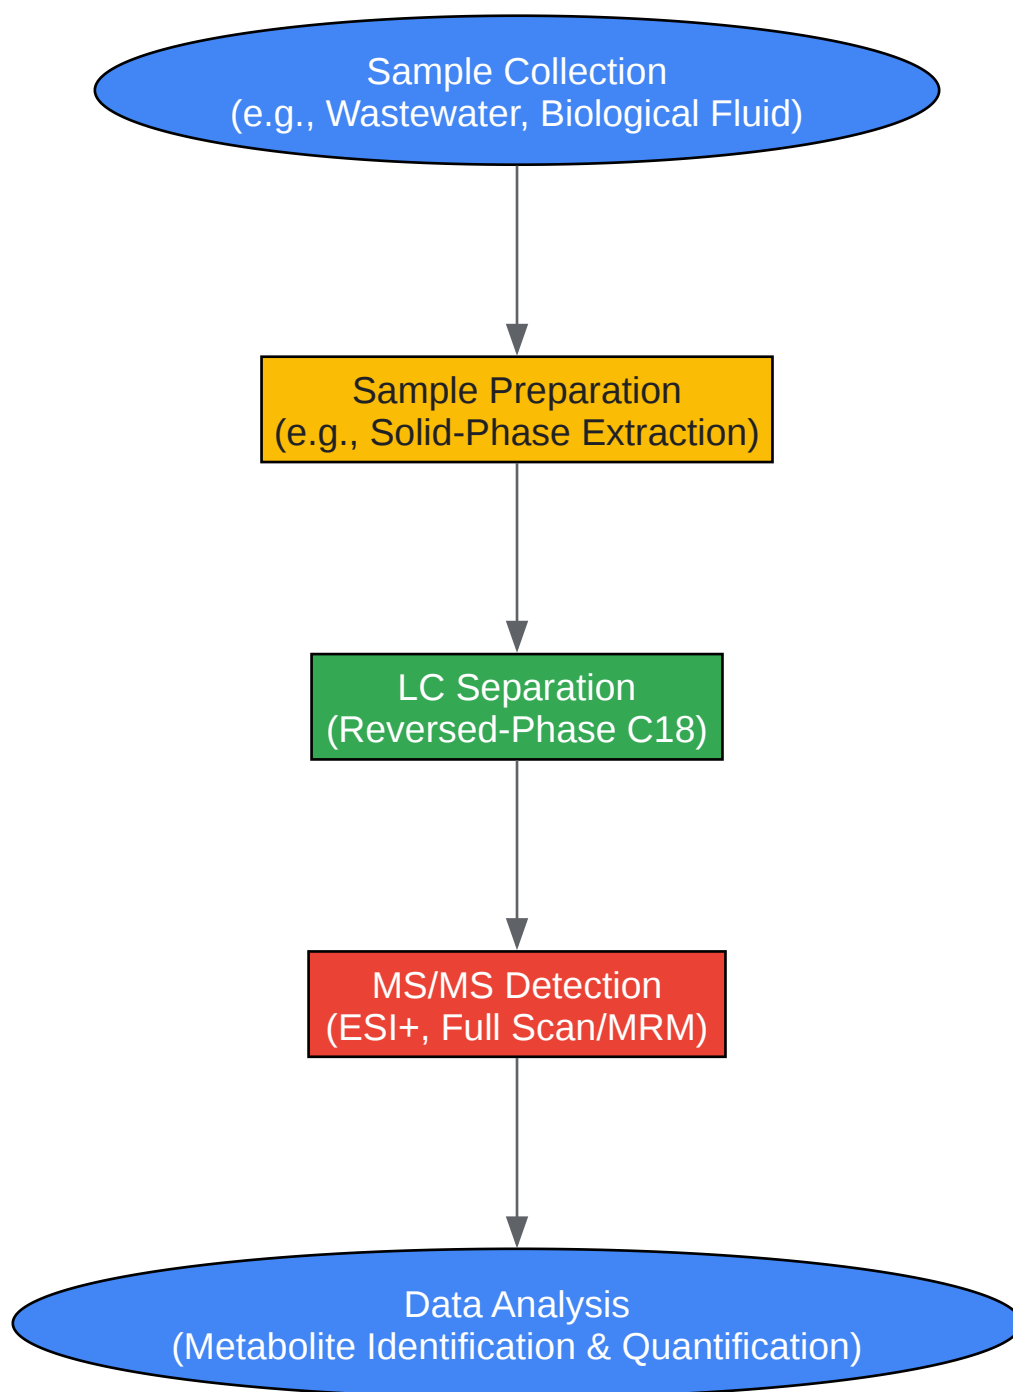 Sample Collection
(e.g., Wastewater, Biological Fluid)
Sample Preparation
(e.g., Solid-Phase Extraction)
LC Separation
(Reversed-Phase C18)
MS/MS Detection
(ESI+, Full Scan/MRM)
Data Analysis
(Metabolite Identification & Quantification)